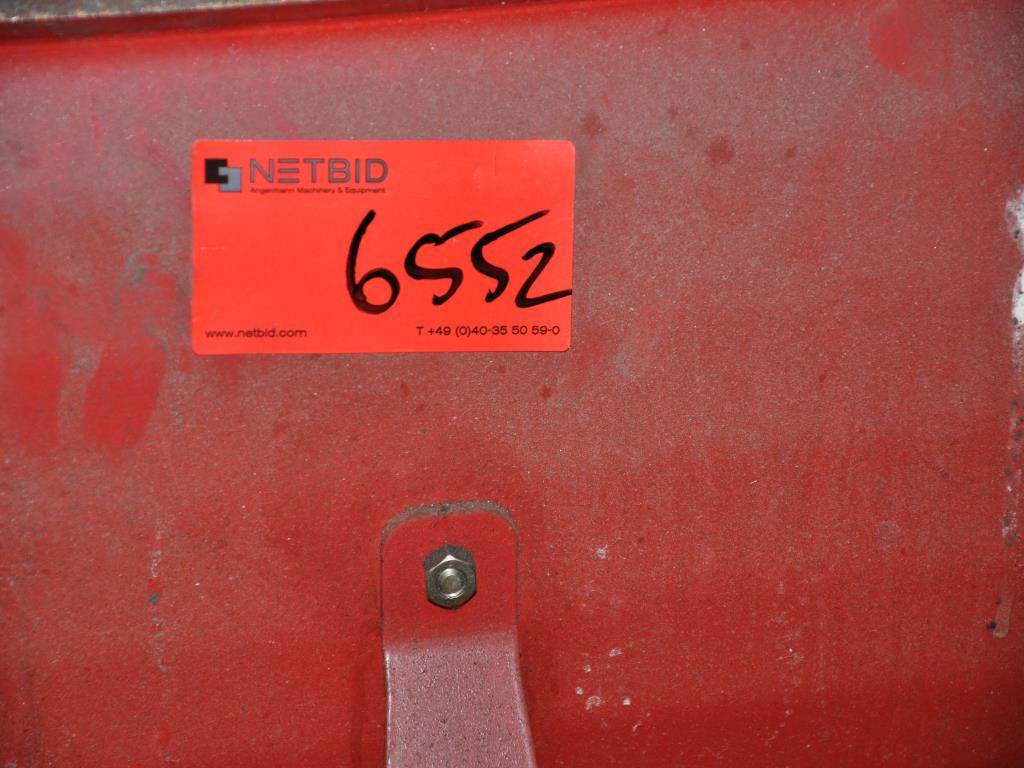 NETBID
Angermann Machinery & Equipment
6552
www.netbid.com T +49 (0)40-35 50 59-0